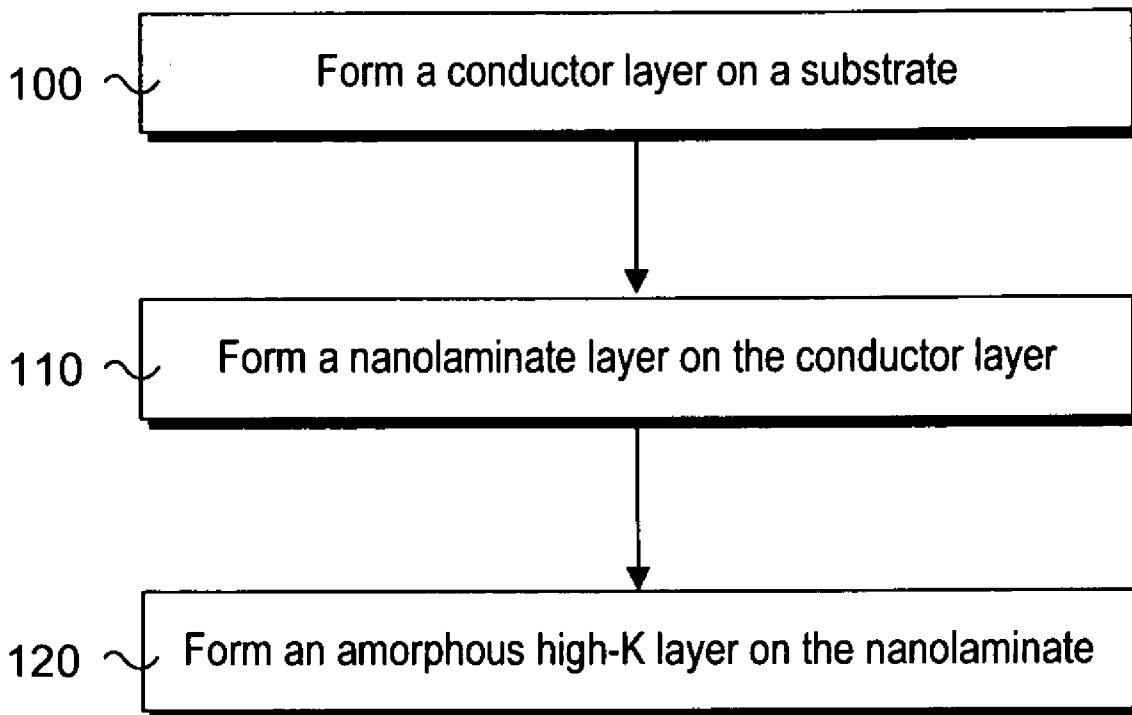 100 Form a conductor layer on a substrate
110 Form a nanolaminate layer on the conductor layer
120 Form an amorphous high-K layer on the nanolaminate